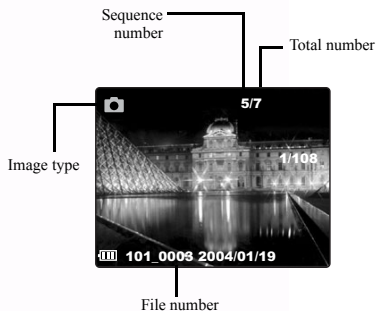 Sequence
number
Total number
5/7
1/108
Image type
101_0003 2004/01/19
File number